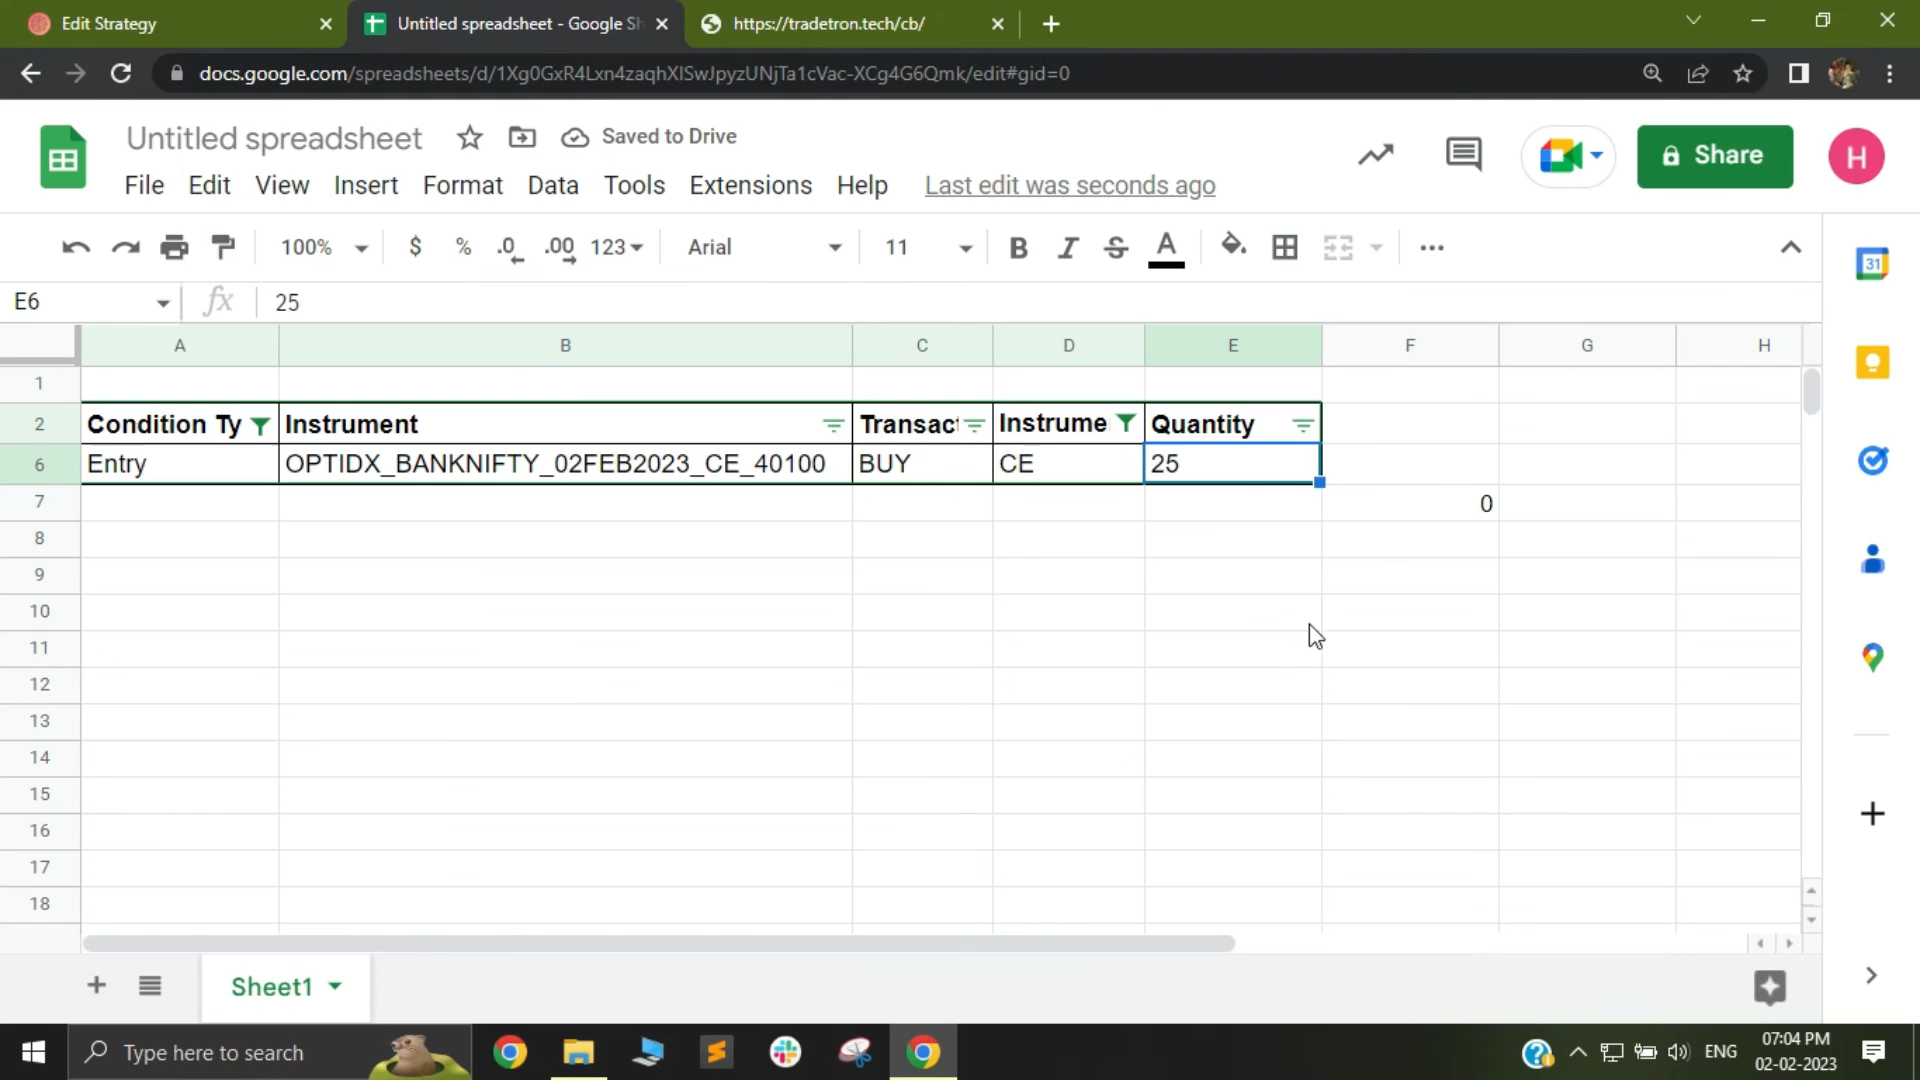 Edit Strategy
Untitled spreadsheet - Google Sh
https://tradetron.tech/cb/
docs.google.com/spreadsheets/d/1Xg0GxR4Lxn4zaqhXISwJpyzUNjTa1cVac-XCg4G6Qmk/edit#gid=0
Untitled spreadsheet
Saved to Drive
Share
H
File Edit View Insert Format Data Tools Extensions Help Last edit was seconds ago
100% $ % .0 .00 123 Arial 11 B I S A
31
E6 fx 25
A B C D E F G H
1
2 Condition Ty Instrument Transact Instrume Quantity
6 Entry OPTIDX_BANKNIFTY_02FEB2023_CE_40100 BUY CE 25
7 0
8
9
10
11
12
13
14
15
16
17
18
Sheet1
Type here to search
ENG
07:04 PM
02-02-2023